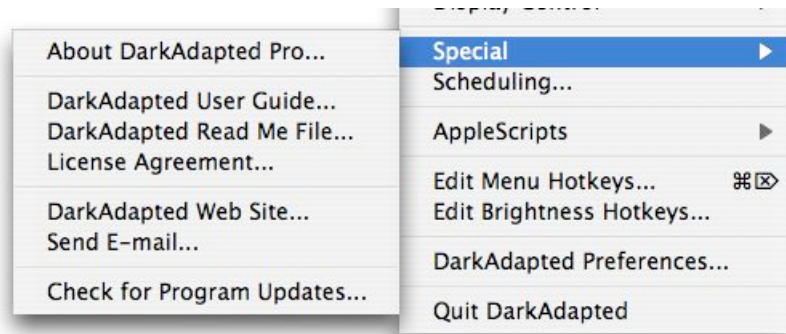 About DarkAdapted Pro...
DarkAdapted User Guide...
DarkAdapted Read Me File...
License Agreement...
DarkAdapted Web Site...
Send E-mail...
Check for Program Updates...
Special
Scheduling...
AppleScripts
Edit Menu Hotkeys... ⌘⌦
Edit Brightness Hotkeys...
DarkAdapted Preferences...
Quit DarkAdapted